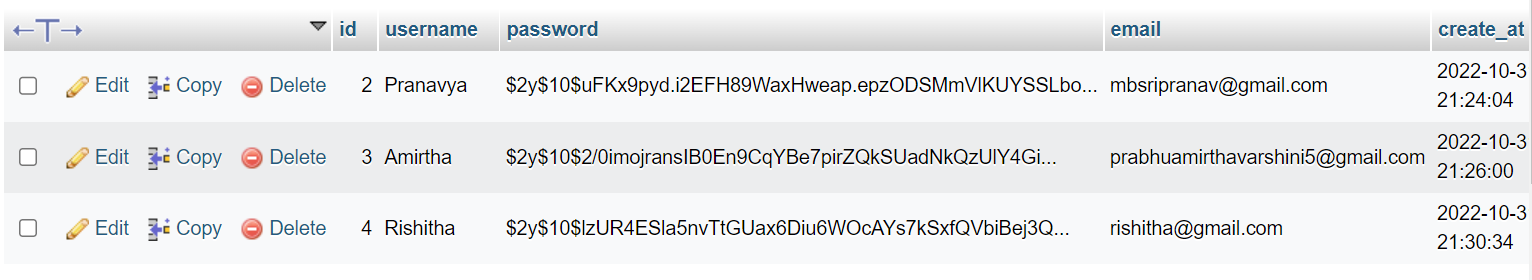 id username password email create_at
Edit Copy Delete 2 Pranavya $2y$10$uFKx9pyd.i2EFH89WaxHweap.epzODSMmVlKUYSSLbo... mbsripranav@gmail.com 2022-10-3
21:24:04
Edit Copy Delete 3 Amirtha $2y$10$2/0imojransIB0En9CqYBe7pirZQkSUadNkQzUlY4Gi... prabhuamirthavarshini5@gmail.com 2022-10-3
21:26:00
Edit Copy Delete 4 Rishitha $2y$10$lzUR4ESla5nvTtGUax6Diu6WOcAYs7kSxfQVbiBej3Q... rishitha@gmail.com 2022-10-3
21:30:34